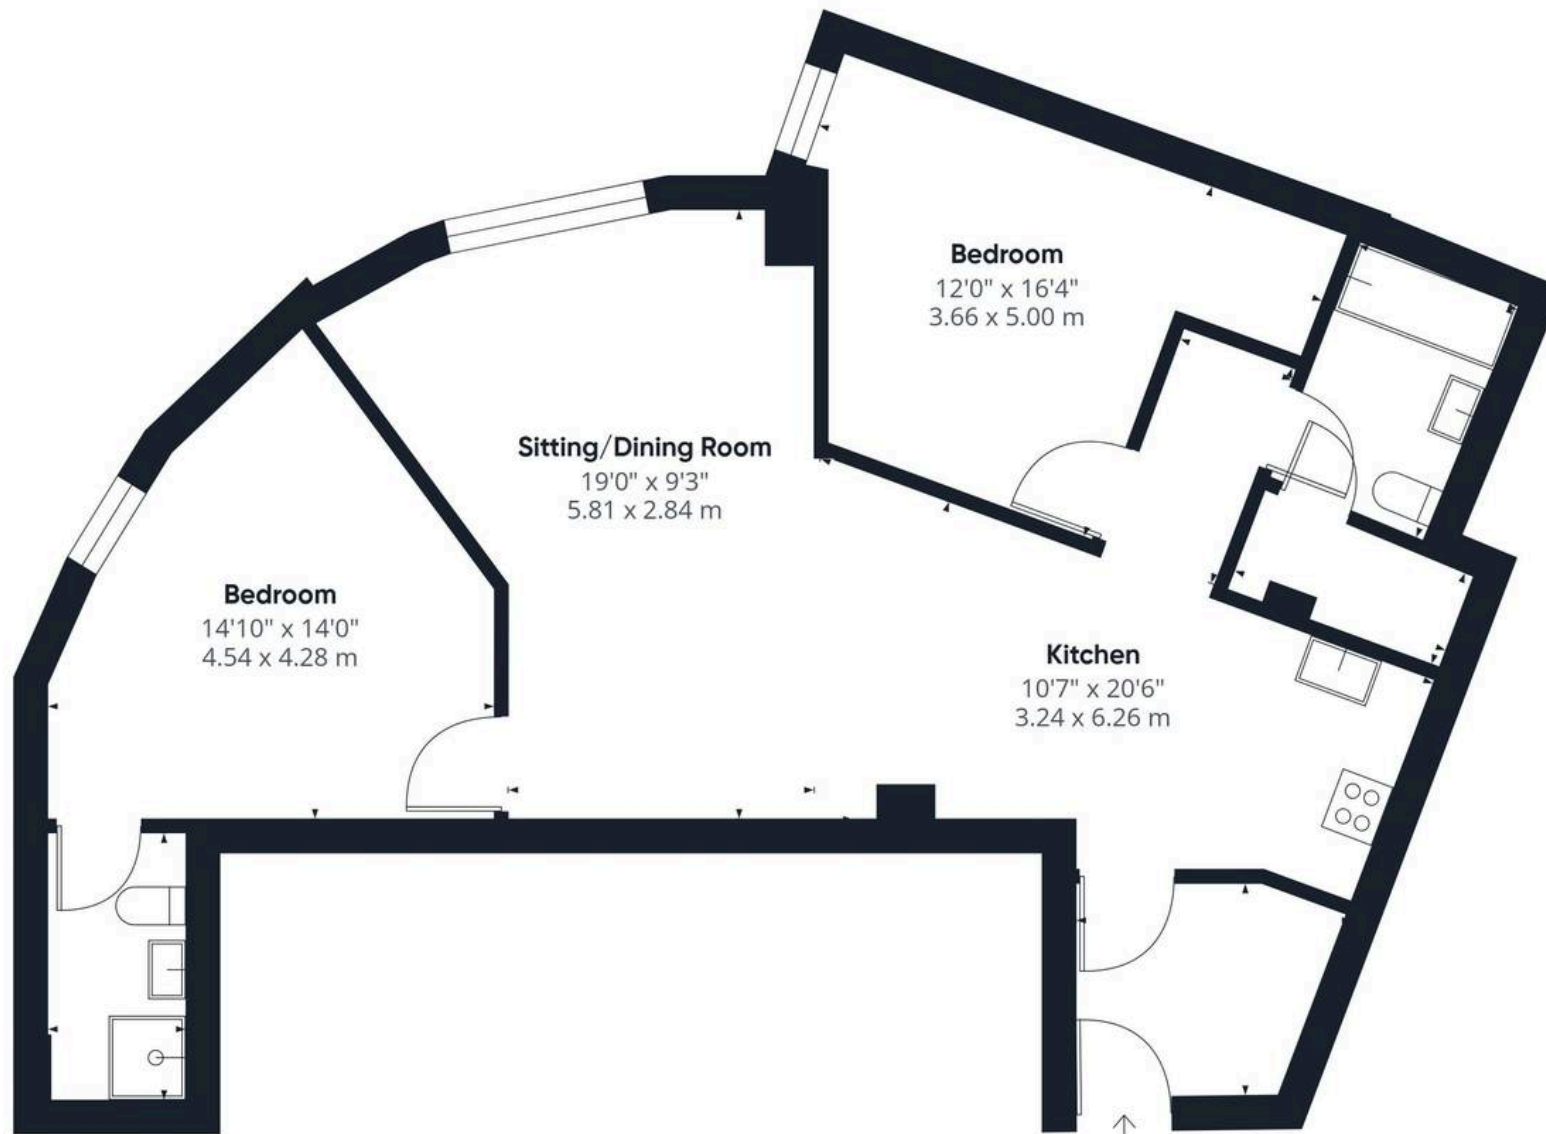 Bedroom
12'0" x 16'4"
3.66 x 5.00 m
Sitting/Dining Room
19'0" x 9'3"
5.81 x 2.84 m
Bedroom
14'10" x 14'0"
4.54 x 4.28 m
Kitchen
10'7" x 20'6"
3.24 x 6.26 m